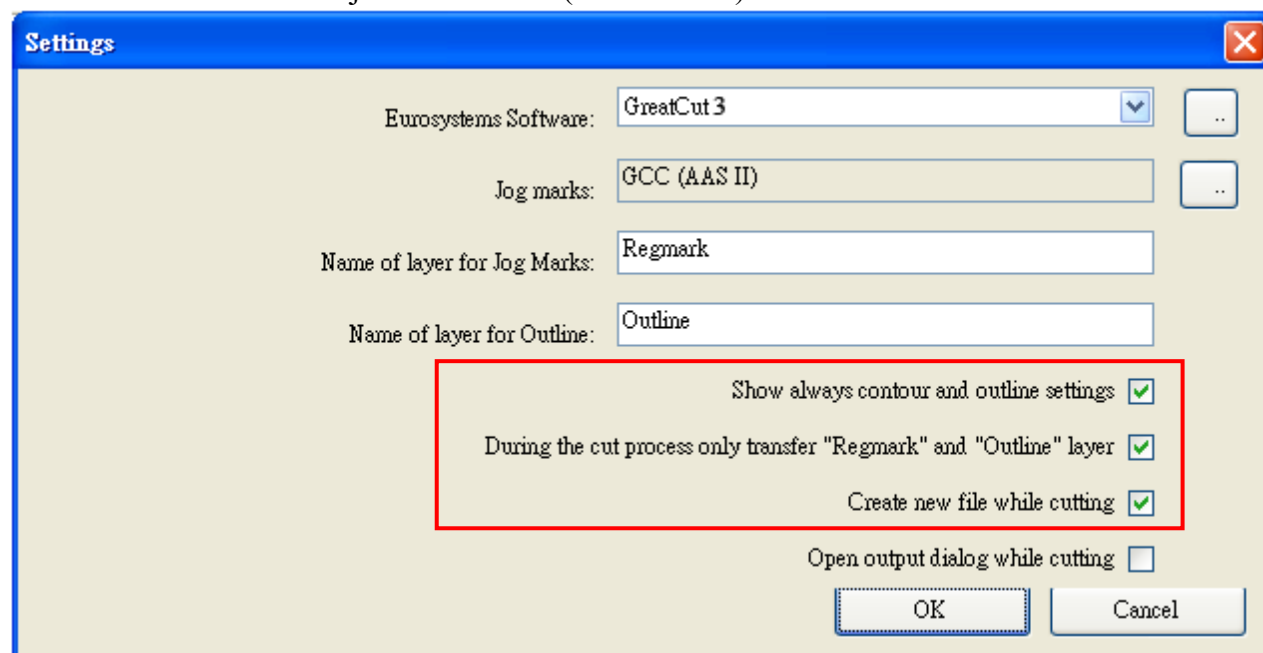 Settings
Eurosystems Software: GreatCut 3 ..
Jog marks: GCC (AAS II) ..
Name of layer for Jog Marks: Regmark
Name of layer for Outline: Outline
Show always contour and outline settings
During the cut process only transfer "Regmark" and "Outline" layer
Create new file while cutting
Open output dialog while cutting
OK Cancel